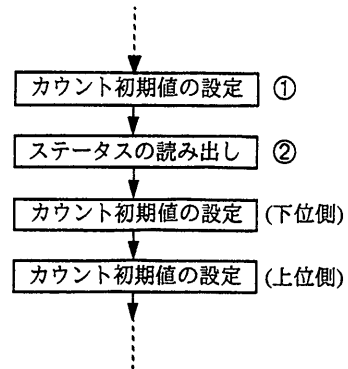 カウント初期値の設定 ①
ステータスの読み出し ②
カウント初期値の設定 (下位側)
カウント初期値の設定 (上位側)